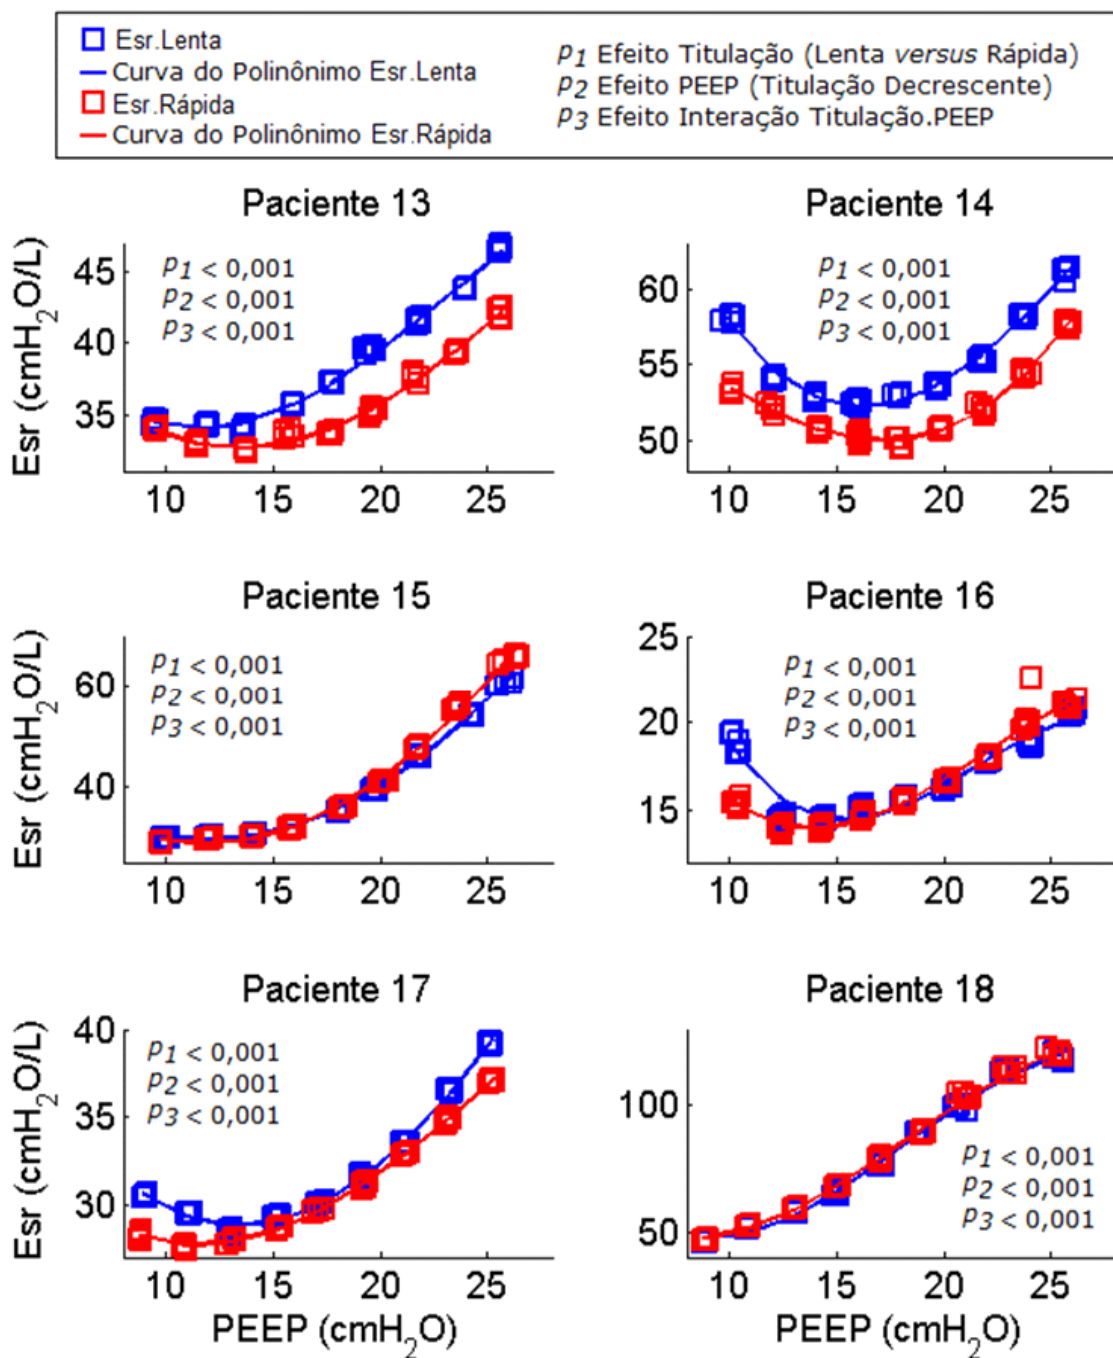 Esr.Lenta
Curva do Polinônimo Esr.Lenta
Esr.Rápida
Curva do Polinônimo Esr.Rápida
p1 Efeito Titulação (Lenta versus Rápida)
p2 Efeito PEEP (Titulação Decrescente)
p3 Efeito Interação Titulação.PEEP
Paciente 13
Esr (cmH2O/L)
45
40
35
p1 < 0,001
p2 < 0,001
p3 < 0,001
10 15 20 25
Paciente 14
60
55
50
p1 < 0,001
p2 < 0,001
p3 < 0,001
10 15 20 25
Paciente 15
Esr (cmH2O/L)
60
40
p1 < 0,001
p2 < 0,001
p3 < 0,001
10 15 20 25
Paciente 16
25
20
15
p1 < 0,001
p2 < 0,001
p3 < 0,001
10 15 20 25
Paciente 17
Esr (cmH2O/L)
40
35
30
p1 < 0,001
p2 < 0,001
p3 < 0,001
10 15 20 25
PEEP (cmH2O)
Paciente 18
100
50
p1 < 0,001
p2 < 0,001
p3 < 0,001
10 15 20 25
PEEP (cmH2O)